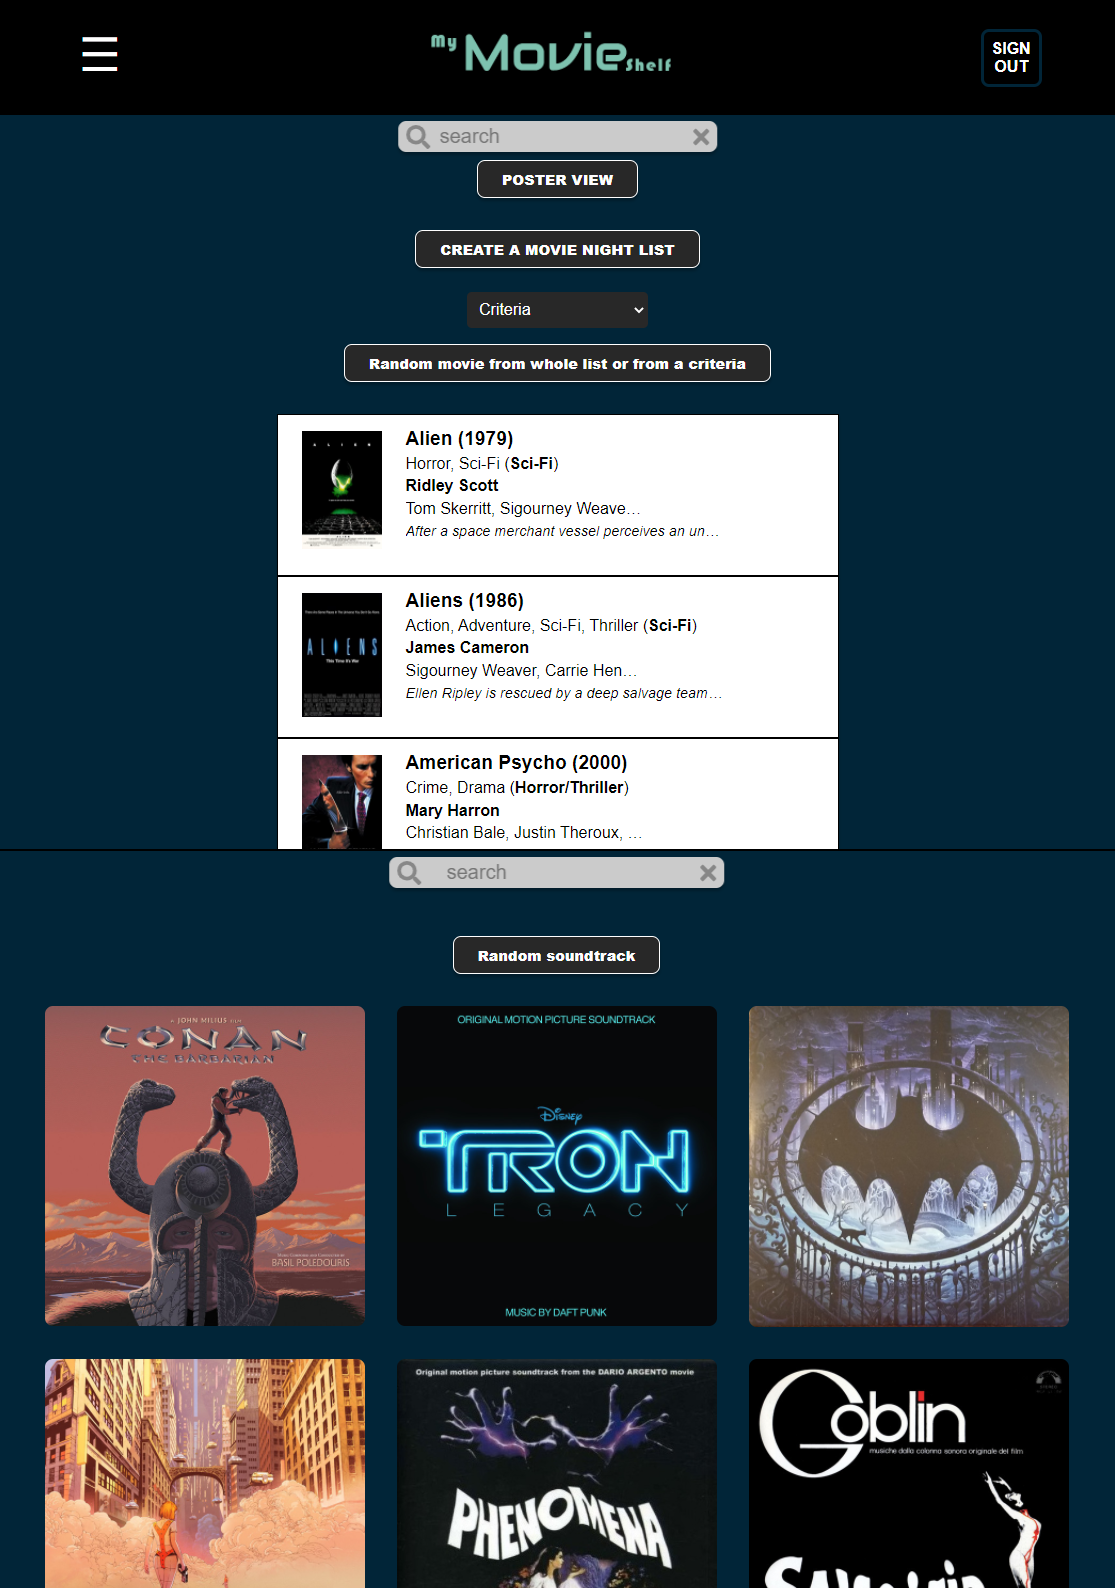 My Movie Shelf
SIGN
OUT
search
POSTER VIEW
CREATE A MOVIE NIGHT LIST
Criteria
Random movie from whole list or from a criteria
ALIEN
Alien (1979)
Horror, Sci-Fi (Sci-Fi)
Ridley Scott
Tom Skerritt, Sigourney Weave…
After a space merchant vessel perceives an un…
ALIENS
This Time It's War
Aliens (1986)
Action, Adventure, Sci-Fi, Thriller (Sci-Fi)
James Cameron
Sigourney Weaver, Carrie Hen…
Ellen Ripley is rescued by a deep salvage team…
American Psycho (2000)
Crime, Drama (Horror/Thriller)
Mary Harron
Christian Bale, Justin Theroux, …
search
Random soundtrack
A JOHN MILIUS FILM
CONAN
THE BARBARIAN
BASIL POLEDOURIS
ORIGINAL MOTION PICTURE SOUNDTRACK
Disney
TRON
LEGACY
MUSIC BY DAFT PUNK
Original motion picture soundtrack from the DARIO ARGENTO movie
PHENOMENA
Goblin
musiche dalla colonna sonora originale del film